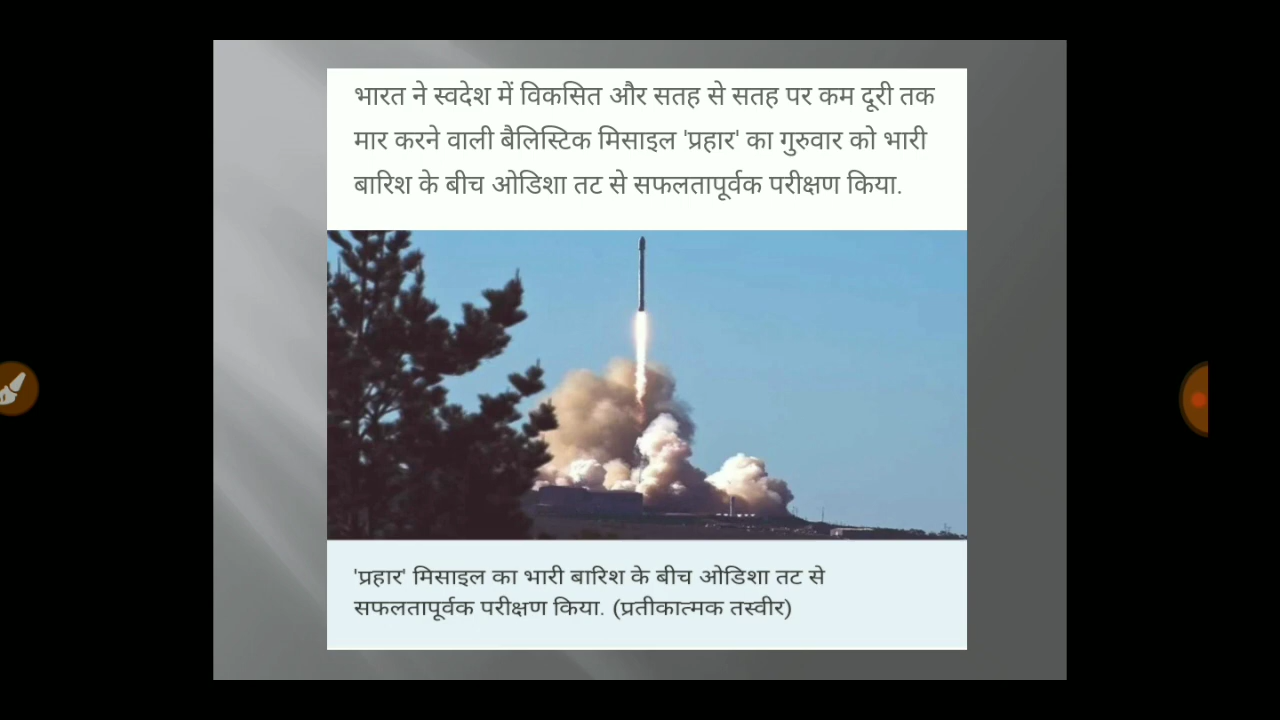 भारत ने स्वदेश में विकसित और सतह से सतह पर कम दूरी तक
मार करने वाली बैलिस्टिक मिसाइल 'प्रहार' का गुरुवार को भारी
बारिश के बीच ओडिशा तट से सफलतापूर्वक परीक्षण किया.
'प्रहार' मिसाइल का भारी बारिश के बीच ओडिशा तट से
सफलतापूर्वक परीक्षण किया. (प्रतीकात्मक तस्वीर)